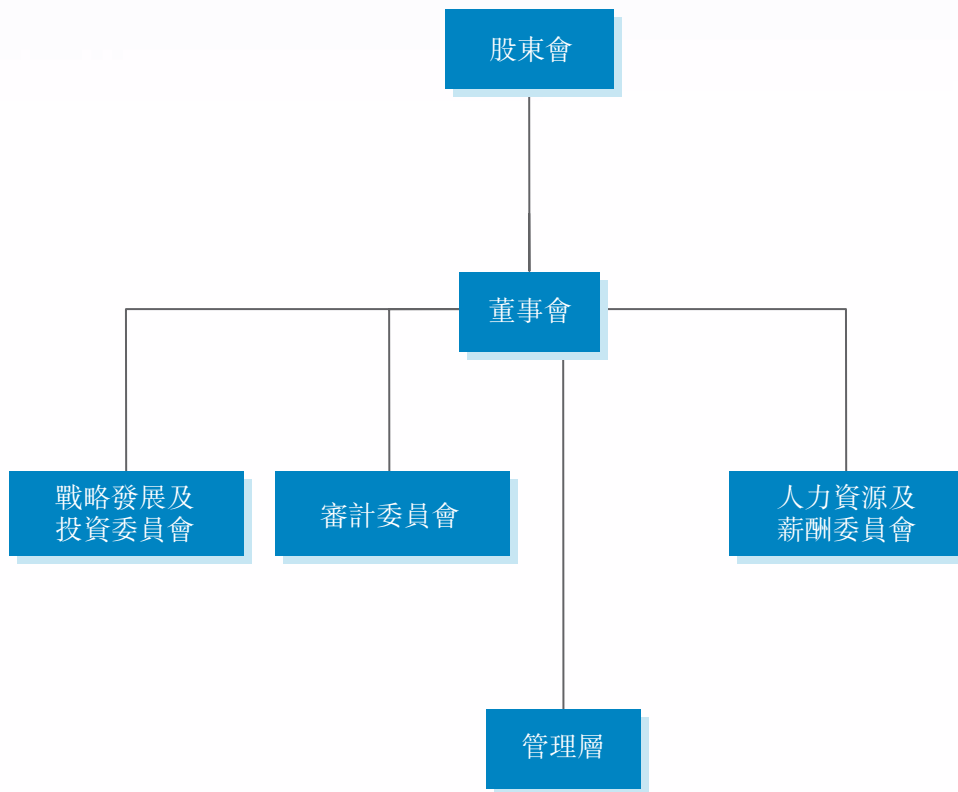 股東會
董事會
戰略發展及
投資委員會
審計委員會
人力資源及
薪酬委員會
管理層